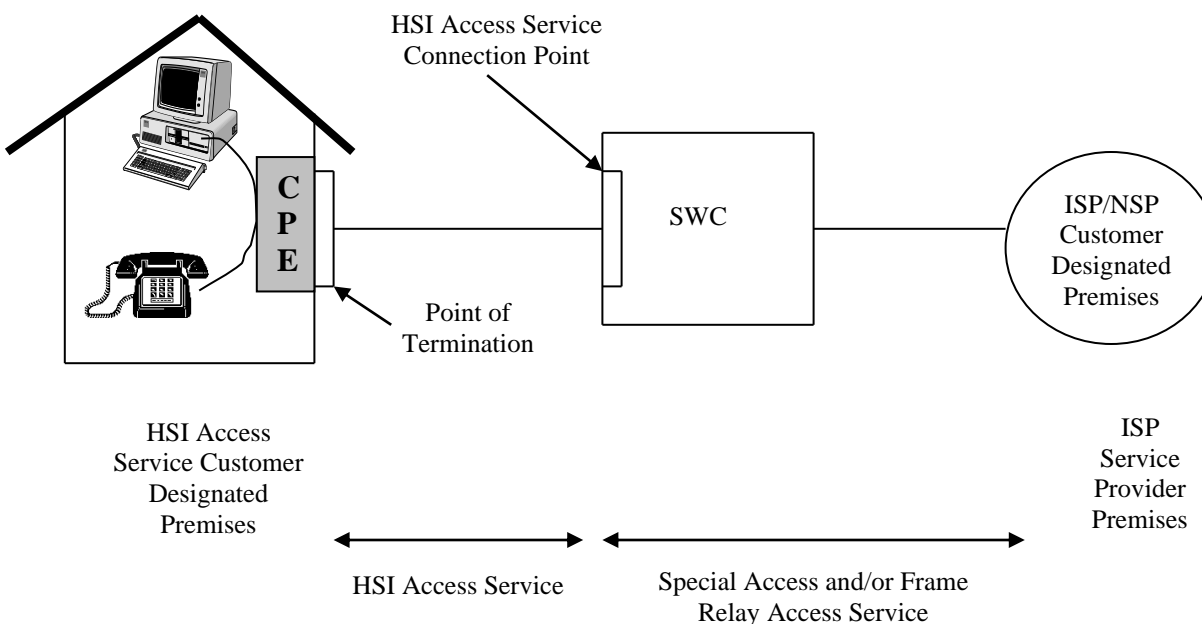 HSI Access Service
Connection Point
C
P
E
SWC
ISP/NSP
Customer
Designated
Premises
Point of
Termination
HSI Access
Service Customer
Designated
Premises
ISP
Service
Provider
Premises
HSI Access Service
Special Access and/or Frame
Relay Access Service